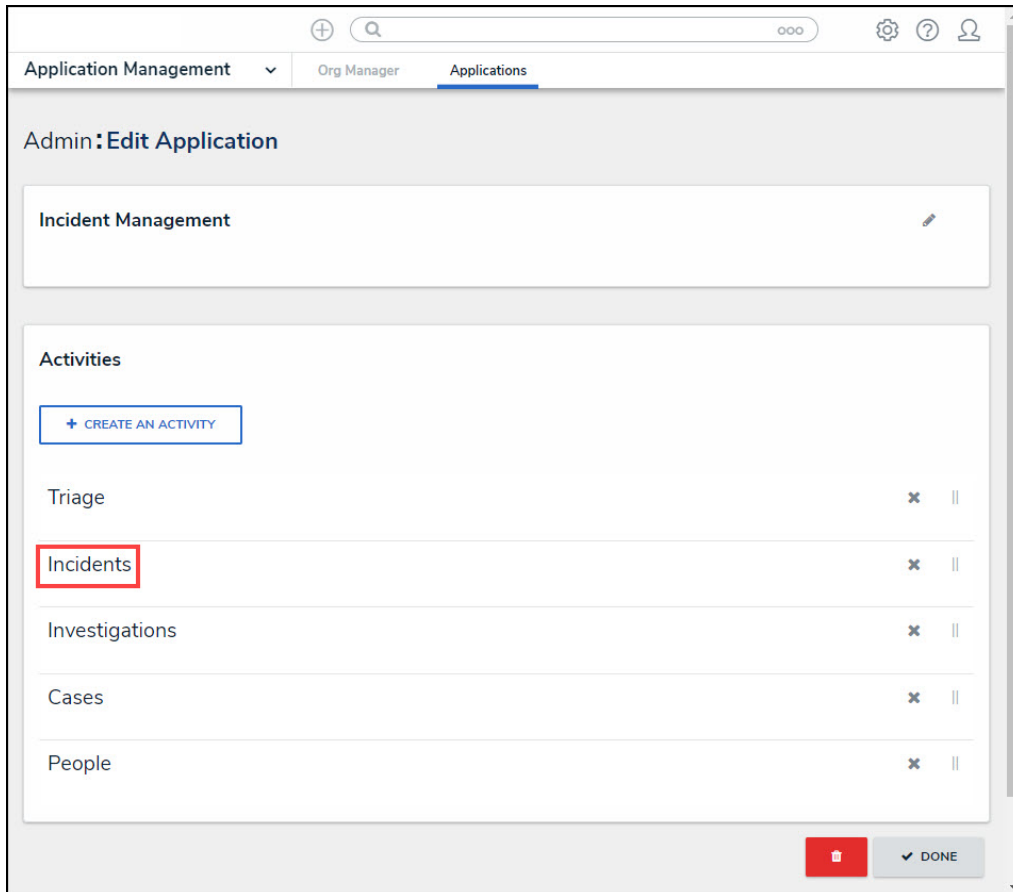 Application Management
Org Manager
Applications
Admin:Edit Application
Incident Management
Activities
+ CREATE AN ACTIVITY
Triage
Incidents
Investigations
Cases
People
DONE